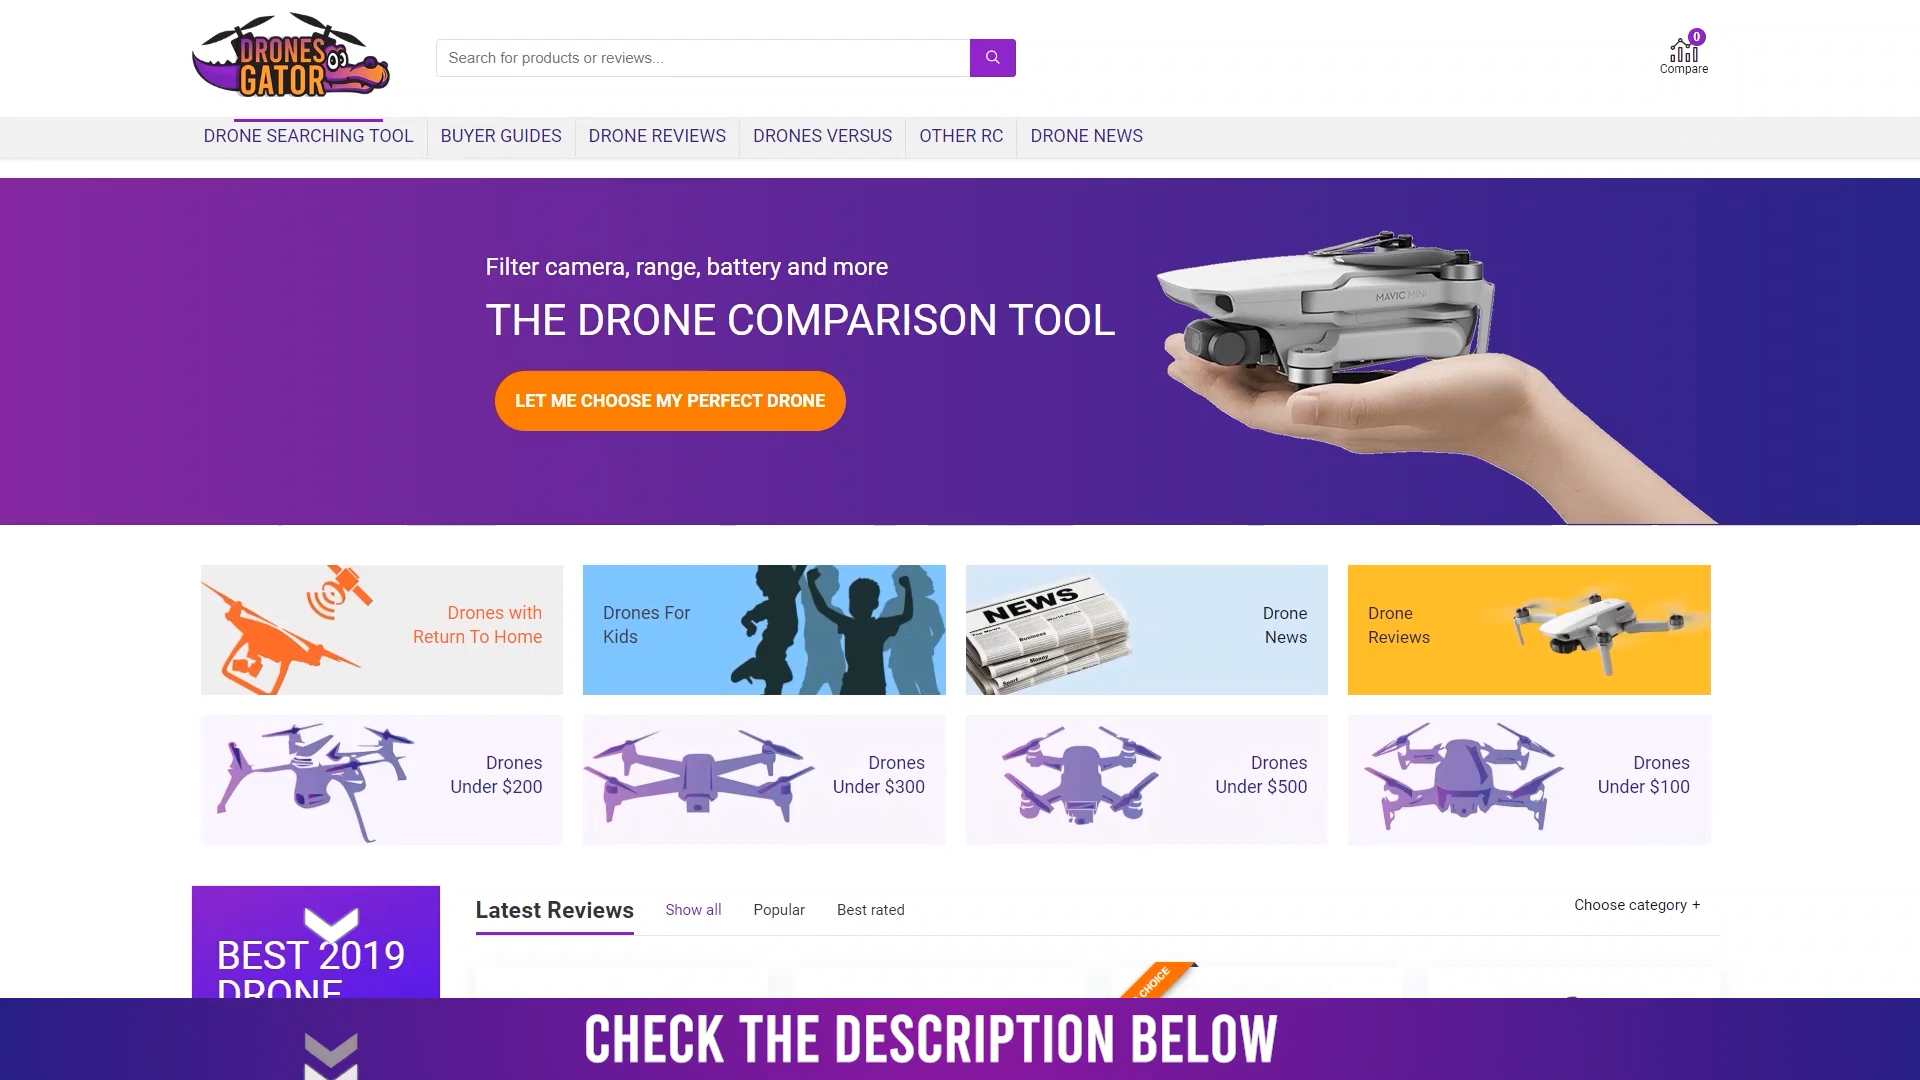 DRONES
GATOR
Search for products or reviews...
0
Compare
DRONE SEARCHING TOOL
BUYER GUIDES
DRONE REVIEWS
DRONES VERSUS
OTHER RC
DRONE NEWS
Filter camera, range, battery and more
THE DRONE COMPARISON TOOL
LET ME CHOOSE MY PERFECT DRONE
MAVIC MINI
Drones with
Return To Home
Drones For
Kids
NEWS
Business
Money
Sport
Drone
News
Drone
Reviews
Drones
Under $200
Drones
Under $300
Drones
Under $500
Drones
Under $100
BEST 2019
DRONE
Latest Reviews
Show all
Popular
Best rated
Choose category +
CHOICE
CHECK THE DESCRIPTION BELOW